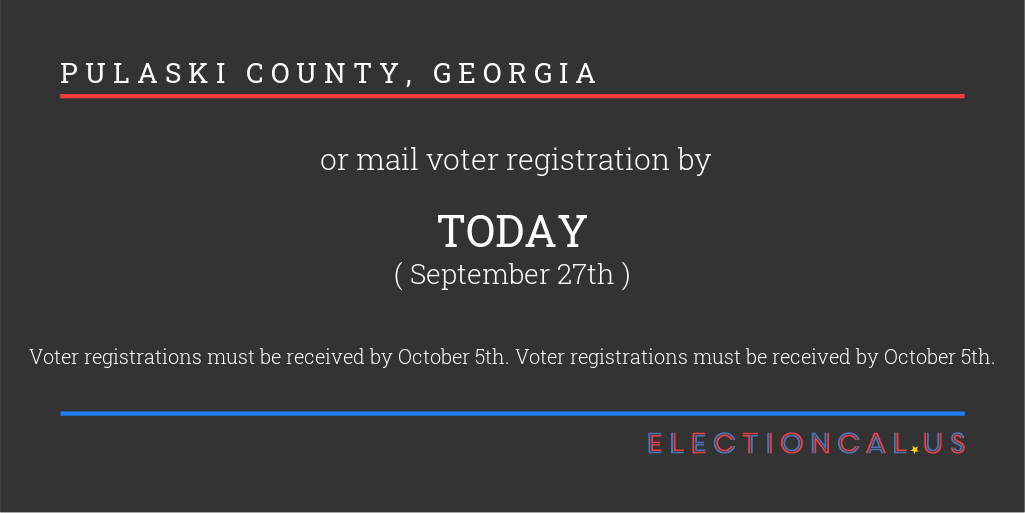 PULASKI COUNTY, GEORGIA
or mail voter registration by
TODAY
( September 27th )
Voter registrations must be received by October 5th. Voter registrations must be received by October 5th.
ELECTIONCAL.US